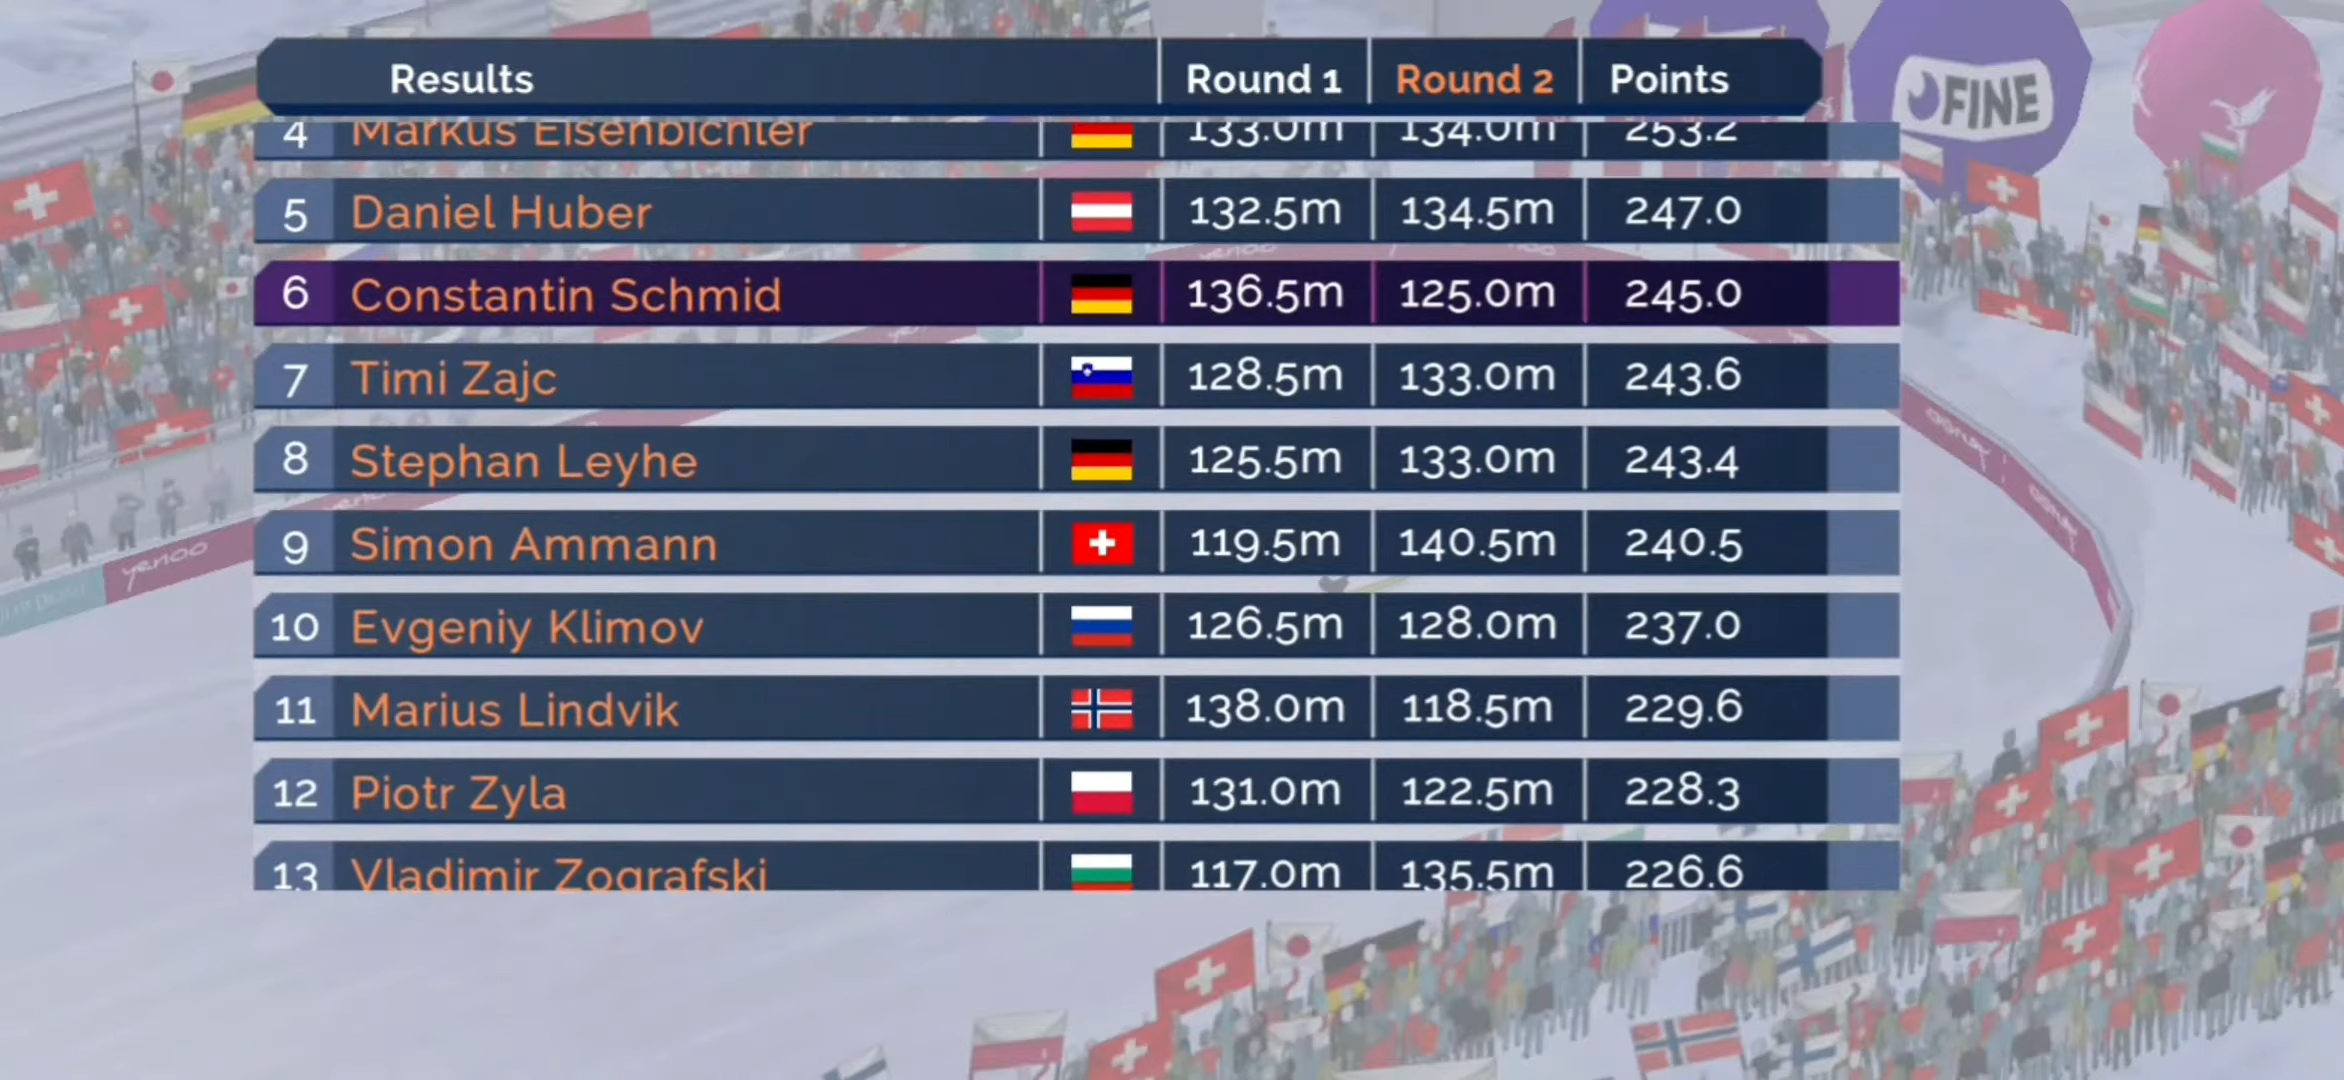 Results Round 1 Round 2 Points
4 Markus Eisenbichler 133.0m 134.0m 253.2
5 Daniel Huber 132.5m 134.5m 247.0
6 Constantin Schmid 136.5m 125.0m 245.0
7 Timi Zajc 128.5m 133.0m 243.6
8 Stephan Leyhe 125.5m 133.0m 243.4
9 Simon Ammann 119.5m 140.5m 240.5
10 Evgeniy Klimov 126.5m 128.0m 237.0
11 Marius Lindvik 138.0m 118.5m 229.6
12 Piotr Zyla 131.0m 122.5m 228.3
13 Vladimir Zografski 117.0m 135.5m 226.6
FINE
yenoo